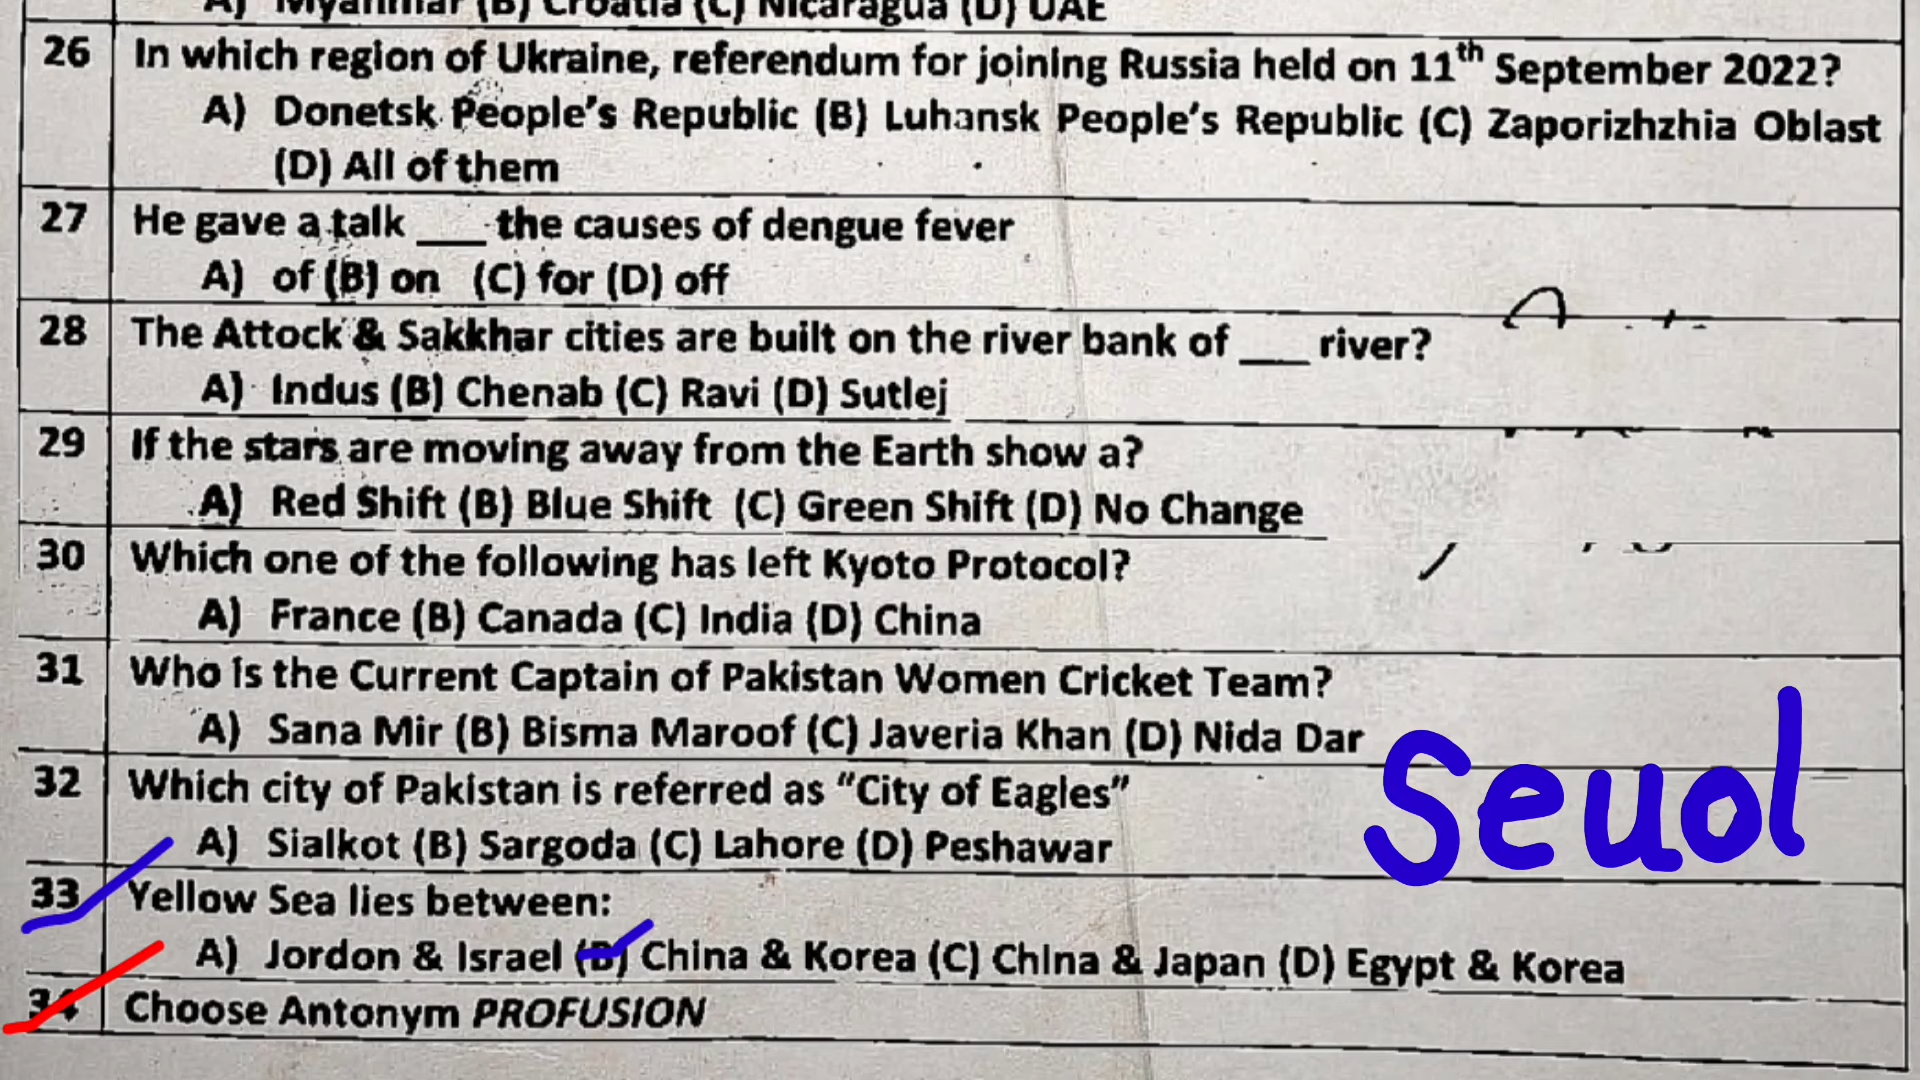 A) Myanmar (B) Croatia (C) Nicaragua (D) UAE
26 In which region of Ukraine, referendum for joining Russia held on 11th September 2022?
A) Donetsk People's Republic (B) Luhansk People's Republic (C) Zaporizhzhia Oblast
(D) All of them
27 He gave a talk ___ the causes of dengue fever
A) of (B) on (C) for (D) off
28 The Attock & Sakkhar cities are built on the river bank of ___ river?
A) Indus (B) Chenab (C) Ravi (D) Sutlej
29 If the stars are moving away from the Earth show a?
A) Red Shift (B) Blue Shift (C) Green Shift (D) No Change
30 Which one of the following has left Kyoto Protocol?
A) France (B) Canada (C) India (D) China
31 Who is the Current Captain of Pakistan Women Cricket Team?
A) Sana Mir (B) Bisma Maroof (C) Javeria Khan (D) Nida Dar
32 Which city of Pakistan is referred as "City of Eagles"
A) Sialkot (B) Sargoda (C) Lahore (D) Peshawar
Seuol
33 Yellow Sea lies between:
A) Jordon & Israel (B) China & Korea (C) China & Japan (D) Egypt & Korea
34 Choose Antonym PROFUSION